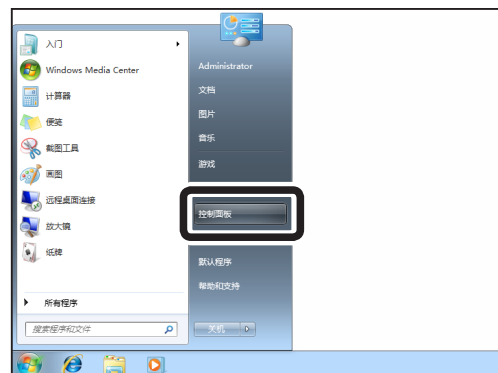 入门
Windows Media Center
计算器
便笺
截图工具
画图
远程桌面连接
放大镜
纸牌
所有程序
搜索程序和文件
Administrator
文档
图片
音乐
游戏
控制面板
默认程序
帮助和支持
关机